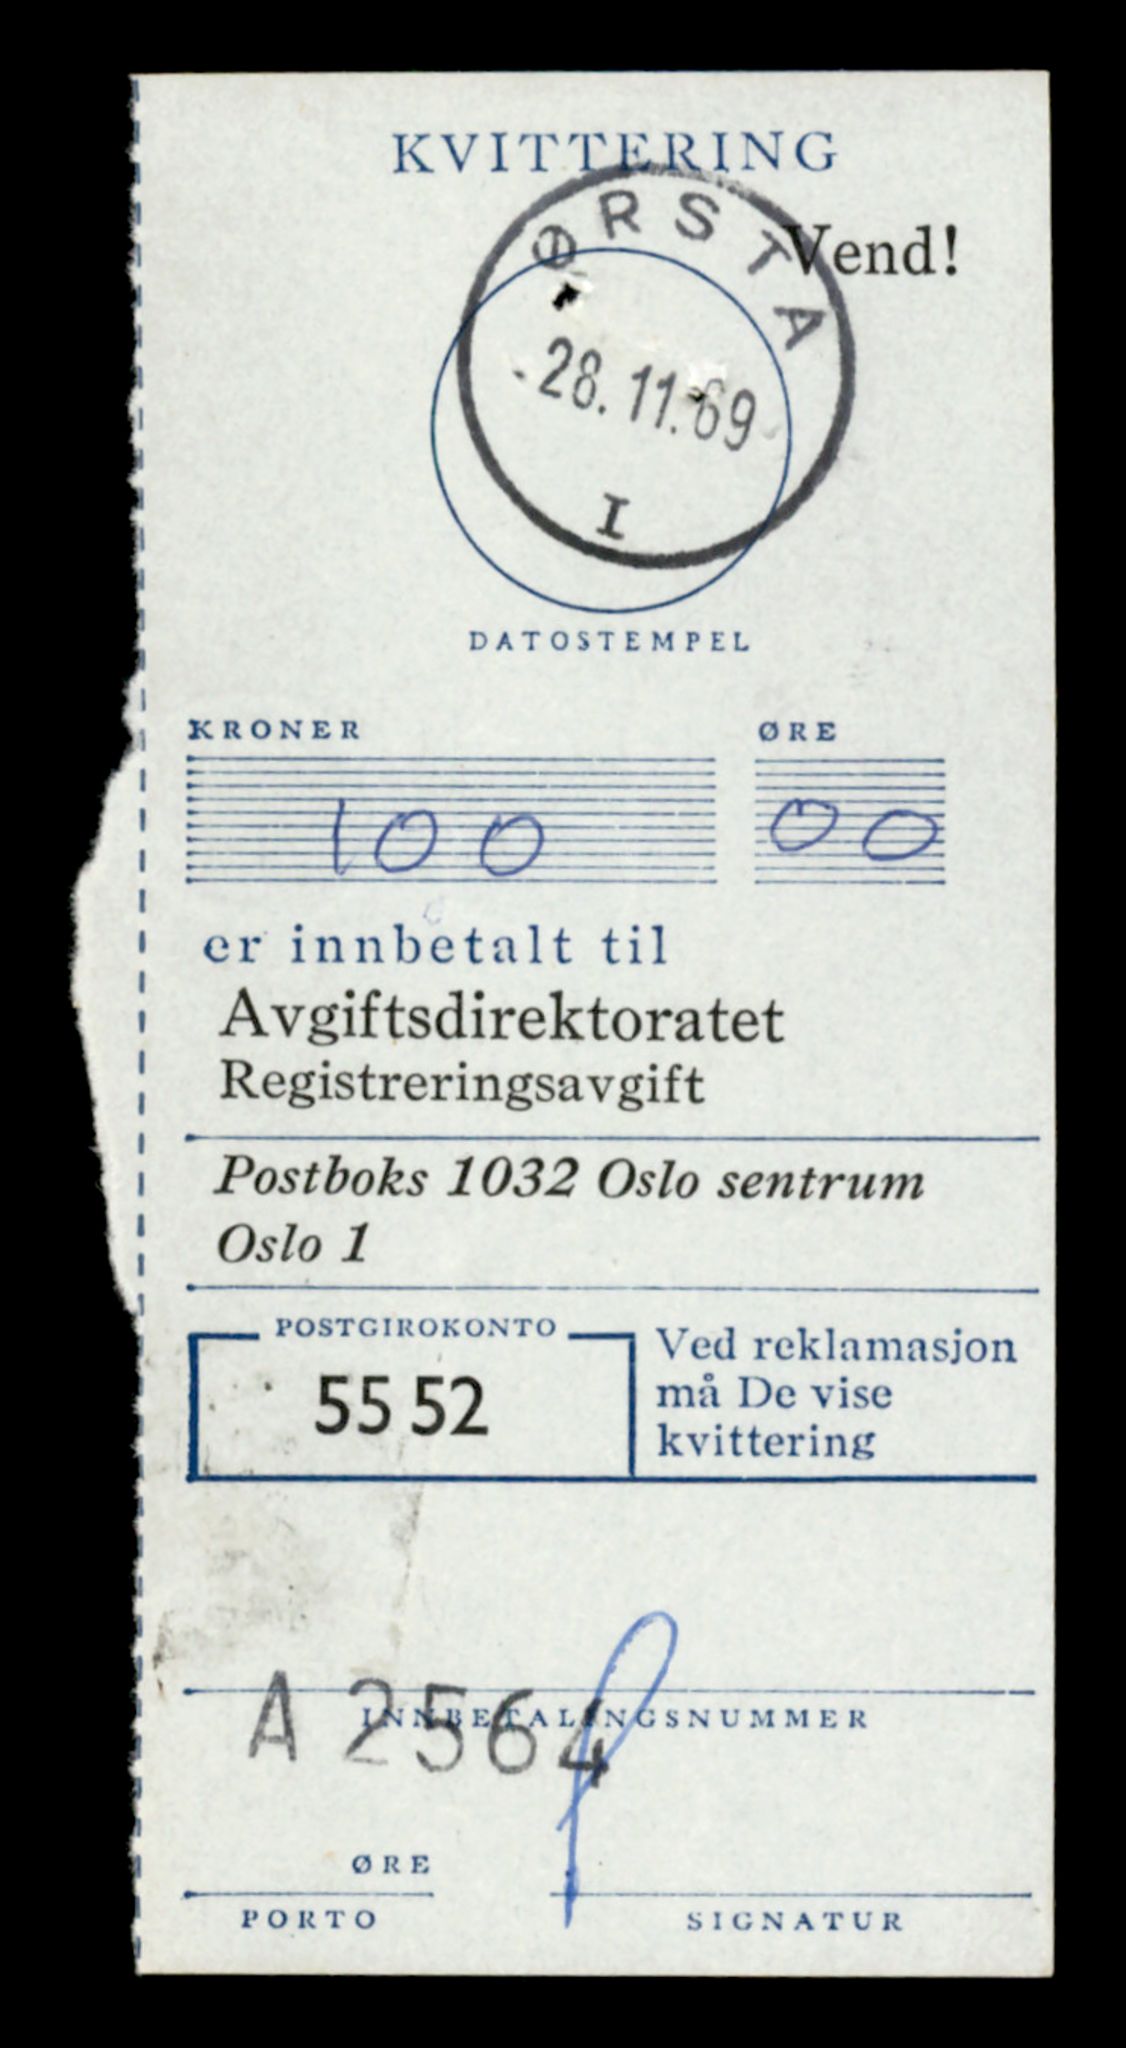 KVITTERING
ØRSTA
Vend!
28.11.69
I
DATOSTEMPEL
KRONER ØRE
100 00
er innbetalt til
Avgiftsdirektoratet
Registreringsavgift
Postboks 1032 Oslo sentrum
Oslo 1
POSTGIROKONTO
55 52
Ved reklamasjon
må De vise
kvittering
INNBETALINGSNUMMER
A 2564
ØRE
PORTO SIGNATUR